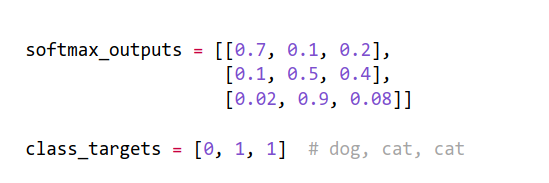 softmax_outputs = [[0.7, 0.1, 0.2],
[0.1, 0.5, 0.4],
[0.02, 0.9, 0.08]]
class_targets = [0, 1, 1]  # dog, cat, cat